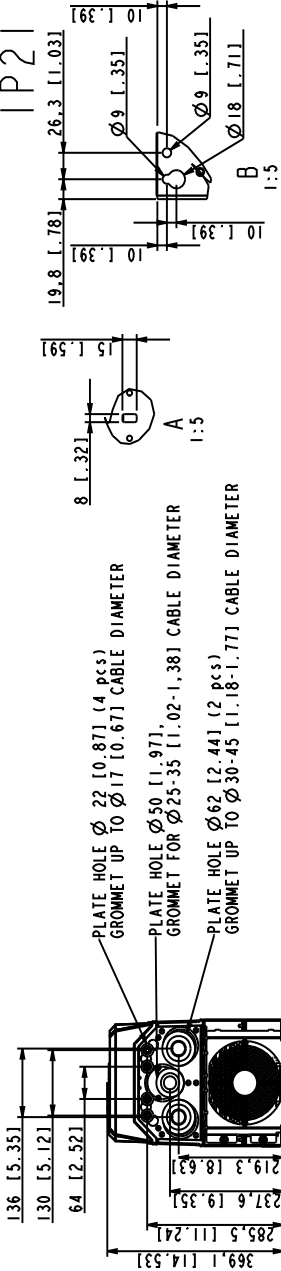 IP21
26,3 [1.03]
19,8 [.78]
10 [.39]
Ø9 [.35]
10 [.39]
Ø9 [.35]
Ø18 [.71]
10 [.39]
B
1:5
8 [.32]
15 [.59]
A
1:5
PLATE HOLE Ø 22 [0.87] (4 pcs)
GROMMET UP TO Ø17 [0.67] CABLE DIAMETER
PLATE HOLE Ø50 [1.97],
GROMMET FOR Ø25-35 [1.02-1,38] CABLE DIAMETER
PLATE HOLE Ø62 [2.44] (2 pcs)
GROMMET UP TO Ø30-45 [1.18-1.77] CABLE DIAMETER
136 [5.35]
130 [5.12]
64 [2.52]
219,3 [8.63]
237,6 [9.35]
285,5 [11.24]
369,1 [14.53]